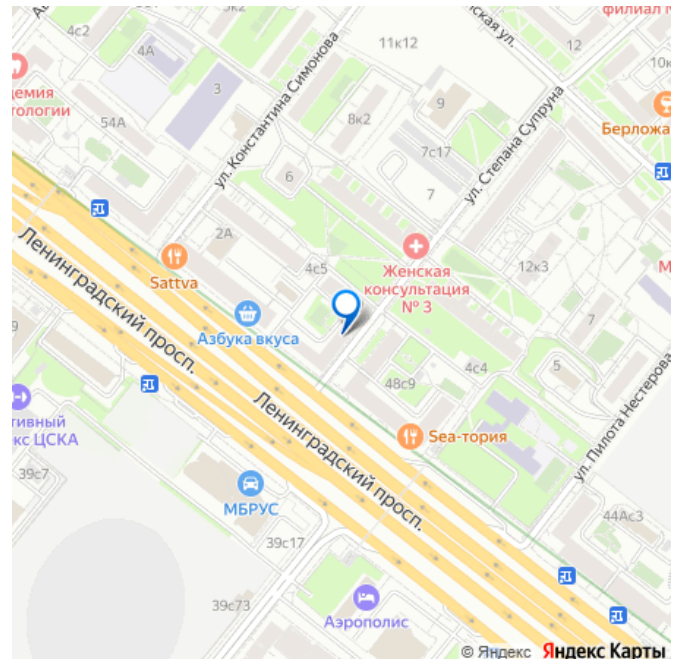 4с2
4А
3
демия
тологии
54А
ул. Константина Симонова
11к12
8к2
9
7с17
7
ул. Степана Супруна
нская ул.
филиал №
12
10к
Берложа
6
2А
4с5
Sattva
Женская
консультация
№ 3
12к3
М
7
Азбука вкуса
Ленинградский просп.
Ленинградский просп.
48с9
4с4
5
Sea-тория
ул. Пилота Нестерова
тивный
екс ЦСКА
39с7
МБРУС
39с17
44Ас3
39с73
Аэрополис
© Яндекс Яндекс Карты